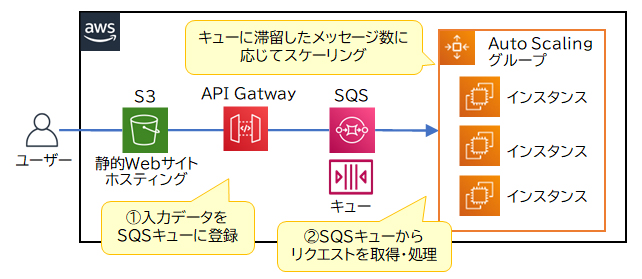 aws
キューに滞留したメッセージ数に
応じてスケーリング
Auto Scaling
グループ
S3
API Gatway
SQS
インスタンス
インスタンス
インスタンス
ユーザー
静的Webサイト
ホスティング
キュー
①入力データを
SQSキューに登録
②SQSキューから
リクエストを取得・処理